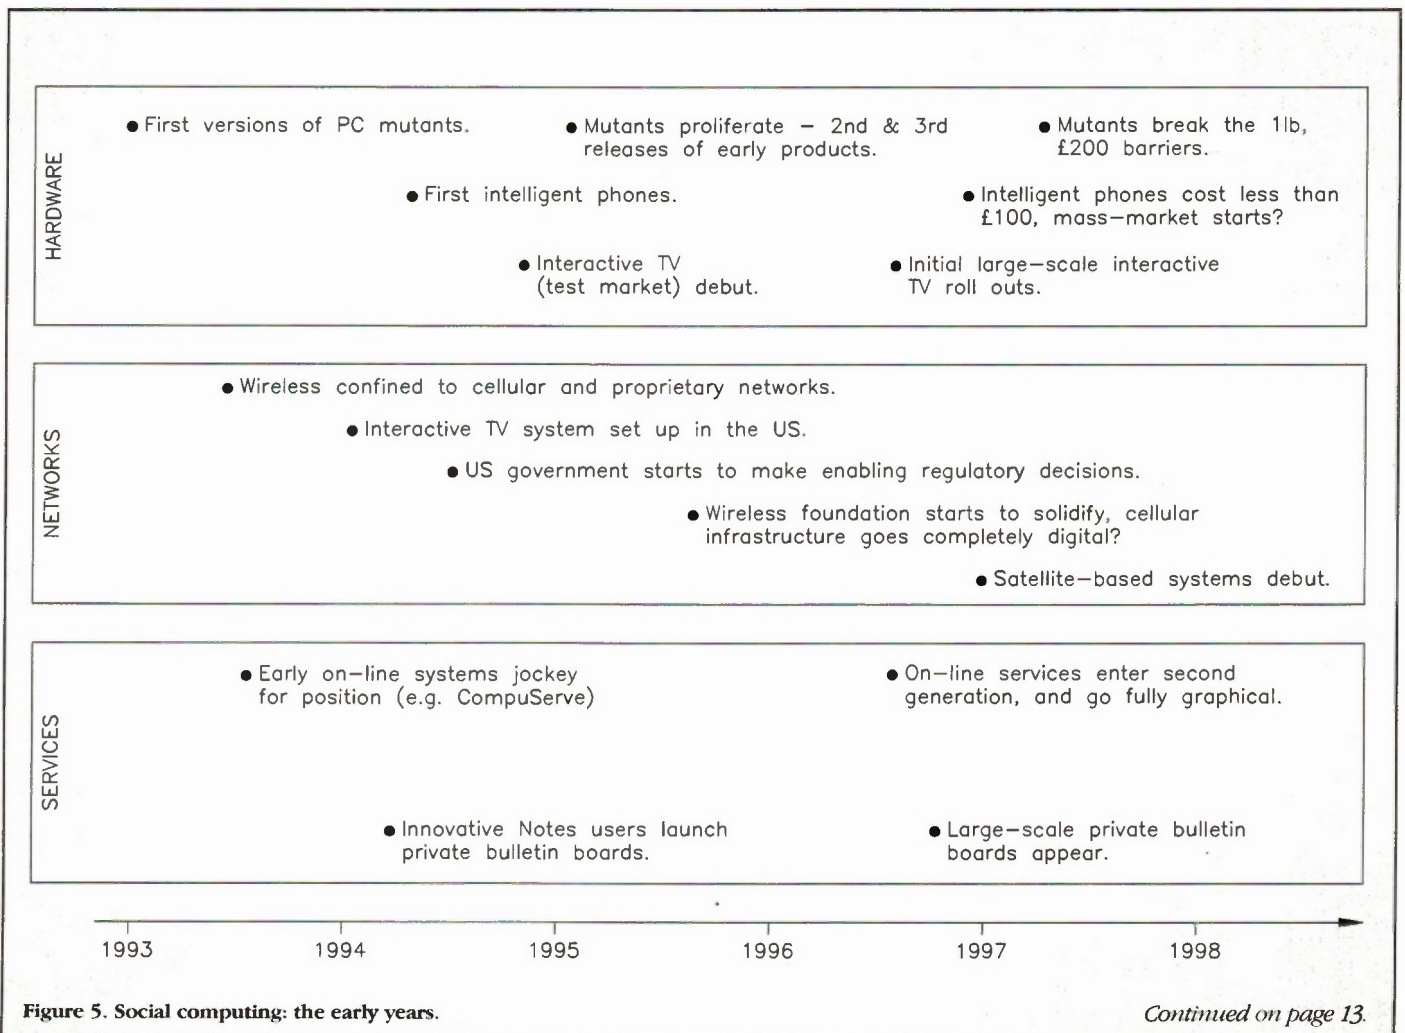 HARDWARE
● First versions of PC mutants.
● Mutants proliferate – 2nd & 3rd
releases of early products.
● Mutants break the 1lb,
£200 barriers.
● First intelligent phones.
● Intelligent phones cost less than
£100, mass–market starts?
● Interactive TV
(test market) debut.
● Initial large–scale interactive
TV roll outs.
NETWORKS
● Wireless confined to cellular and proprietary networks.
● Interactive TV system set up in the US.
● US government starts to make enabling regulatory decisions.
● Wireless foundation starts to solidify, cellular
infrastructure goes completely digital?
● Satellite–based systems debut.
SERVICES
● Early on–line systems jockey
for position (e.g. CompuServe)
● On–line services enter second
generation, and go fully graphical.
● Innovative Notes users launch
private bulletin boards.
● Large–scale private bulletin
boards appear.
1993 1994 1995 1996 1997 1998
Figure 5. Social computing: the early years.
Continued on page 13.